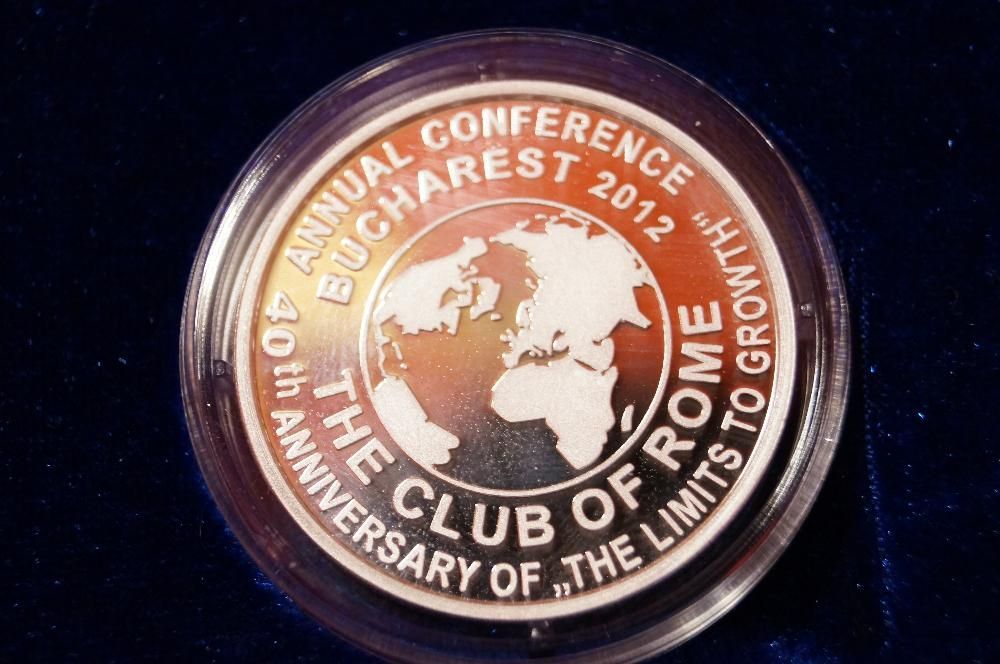 ANNUAL CONFERENCE
BUCHAREST 2012
THE CLUB OF ROME
40th ANNIVERSARY OF „THE LIMITS TO GROWTH“